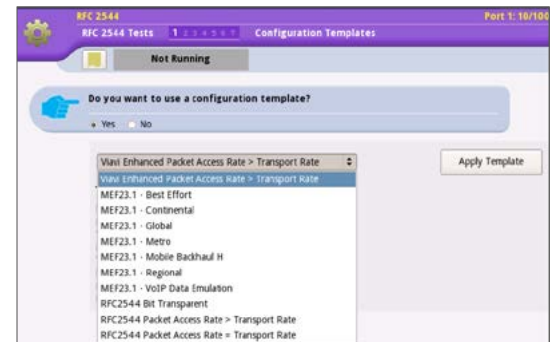 RFC 2544
Port 1: 10/100
RFC 2544 Tests 1 2 3 4 5 6 7 Configuration Templates
Not Running
Do you want to use a configuration template?
Yes No
Viavi Enhanced Packet Access Rate > Transport Rate
Apply Template
Viavi Enhanced Packet Access Rate > Transport Rate
MEF23.1 - Best Effort
MEF23.1 - Continental
MEF23.1 - Global
MEF23.1 - Metro
MEF23.1 - Mobile Backhaul H
MEF23.1 - Regional
MEF23.1 - VoIP Data Emulation
RFC2544 Bit Transparent
RFC2544 Packet Access Rate > Transport Rate
RFC2544 Packet Access Rate = Transport Rate